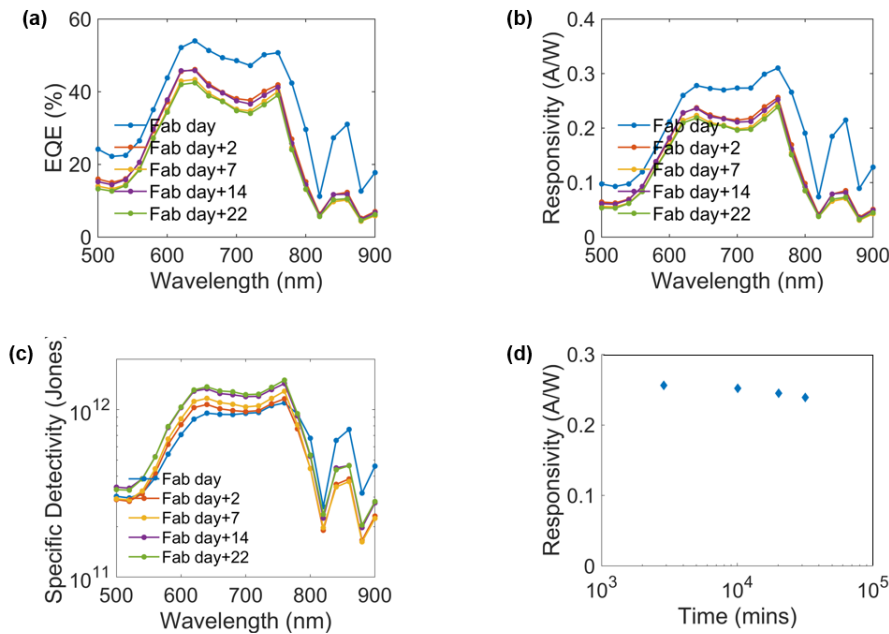 (a)
EQE (%)
60
40
20
0
500
600
700
800
900
Wavelength (nm)
Fab day
Fab day+2
Fab day+7
Fab day+14
Fab day+22
(b)
Responsivity (A/W)
0.4
0.3
0.2
0.1
0
500
600
700
800
900
Wavelength (nm)
Fab day
Fab day+2
Fab day+7
Fab day+14
Fab day+22
(c)
Specific Detectivity (Jones)
10¹²
10¹¹
500
600
700
800
900
Wavelength (nm)
Fab day
Fab day+2
Fab day+7
Fab day+14
Fab day+22
(d)
Responsivity (A/W)
0.3
0.2
0.1
0
10³
10⁴
10⁵
Time (mins)